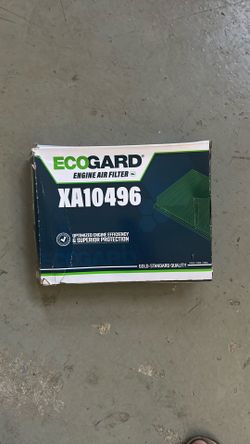 ECOGARD®
ENGINE AIR FILTER
XA10496
OPTIMIZED ENGINE EFFICIENCY
& SUPERIOR PROTECTION
GOLD-STANDARD QUALITY